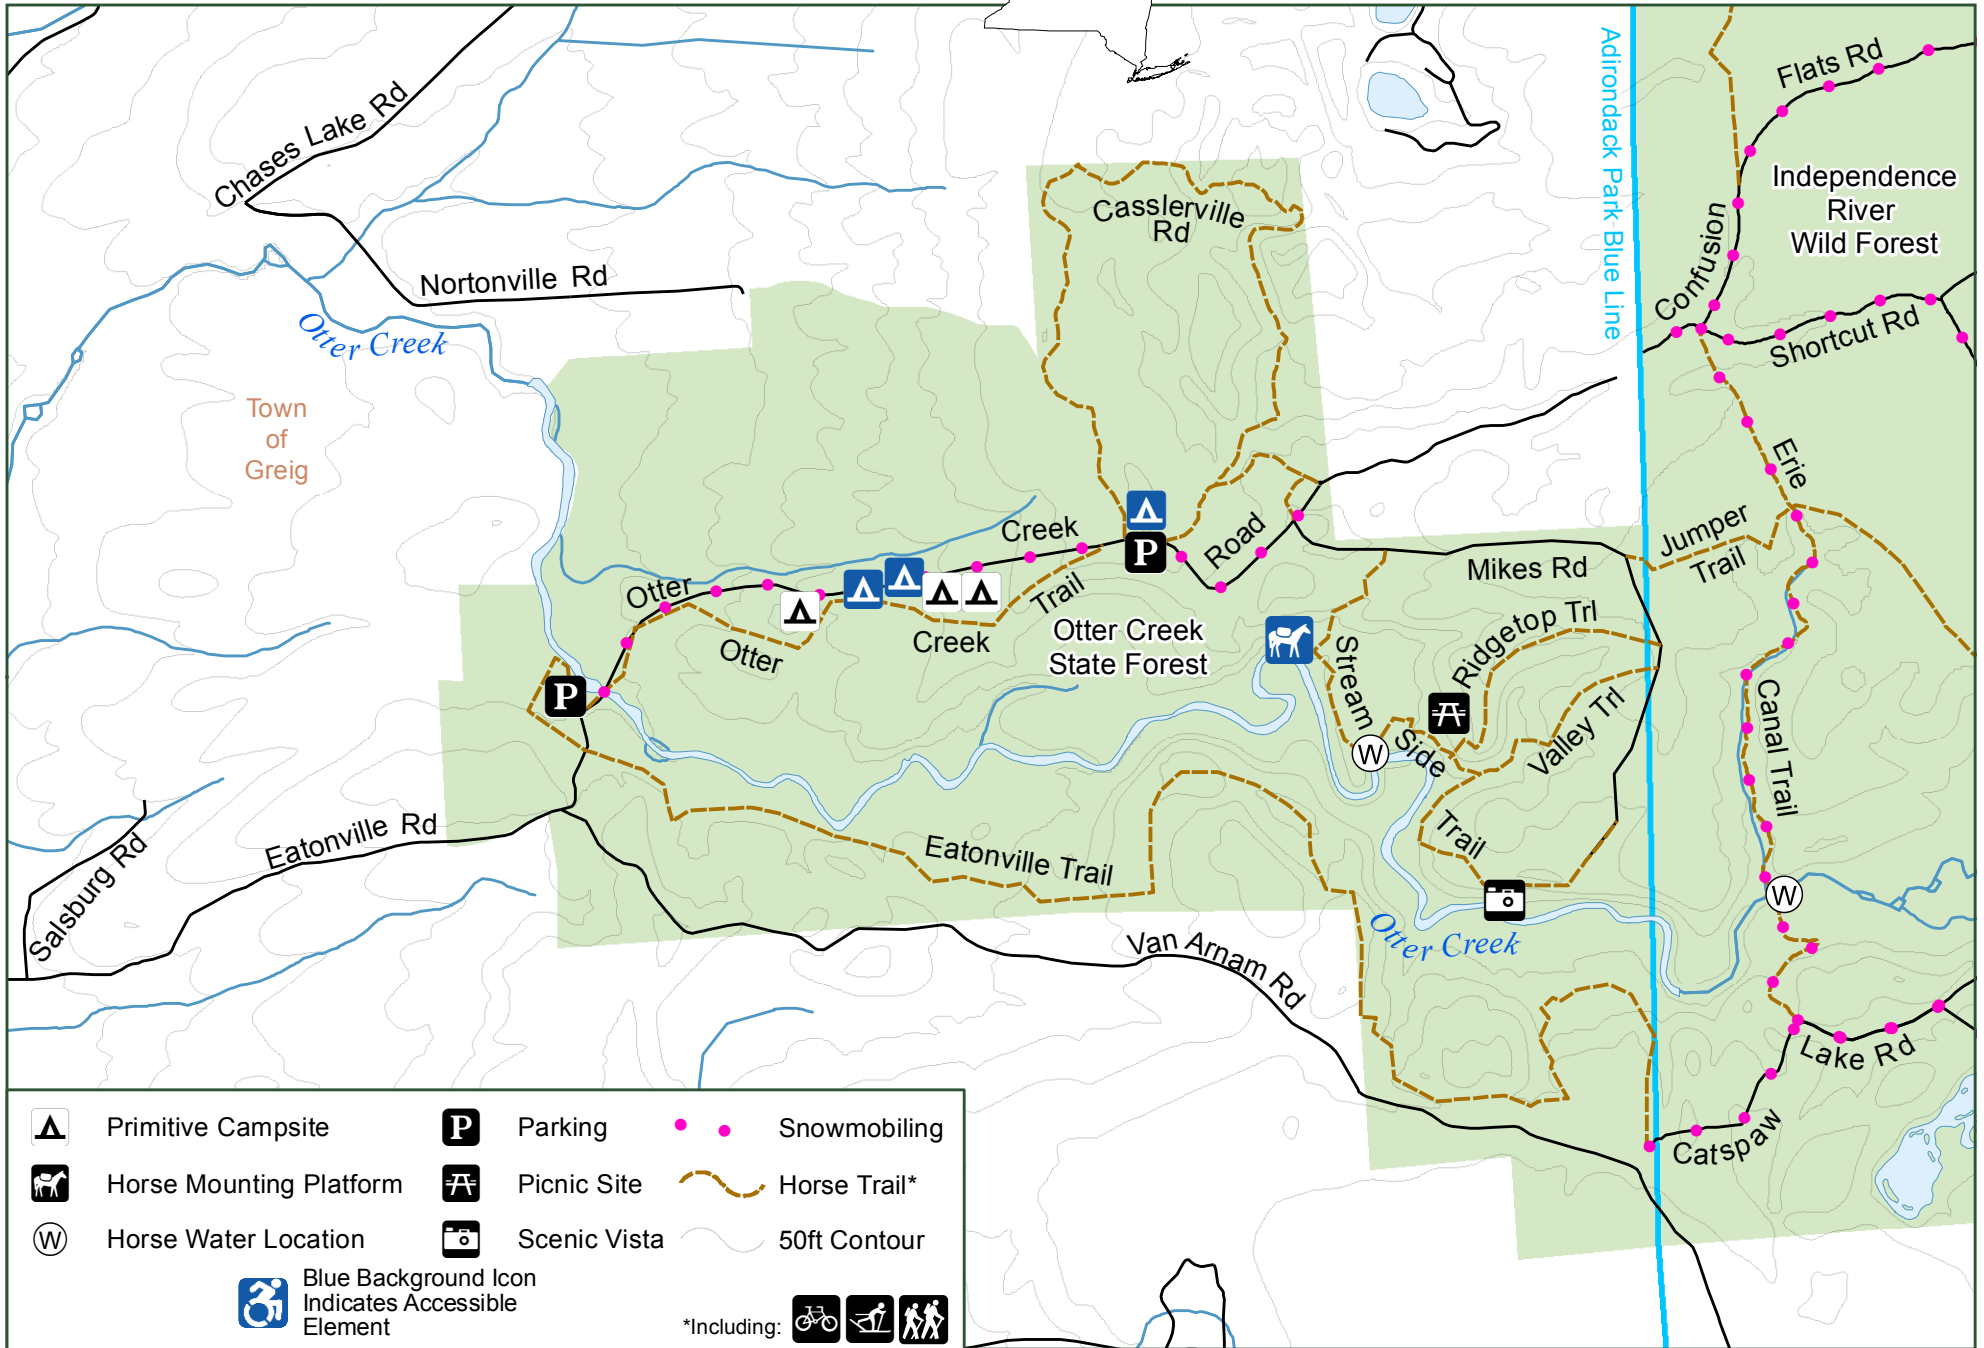 Chases Lake Rd
Nortonville Rd
Otter Creek
Town
of
Greig
Casslerville
Rd
Adirondack Park Blue Line
Flats Rd
Independence
River
Wild Forest
Confusion
Shortcut Rd
Erie
Jumper
Trail
Canal Trail
Creek
Road
P
Otter
Trail
Otter
Creek
Otter Creek
State Forest
Mikes Rd
Ridgetop Trl
Stream
Side
Trail
Valley Trl
W
P
Eatonville Rd
Salsburg Rd
Eatonville Trail
Otter Creek
Van Arnam Rd
W
Lake Rd
Catspaw
Primitive Campsite
P
Parking
Snowmobiling
Horse Mounting Platform
Picnic Site
Horse Trail*
W
Horse Water Location
Scenic Vista
50ft Contour
Blue Background Icon
Indicates Accessible
Element
*Including: